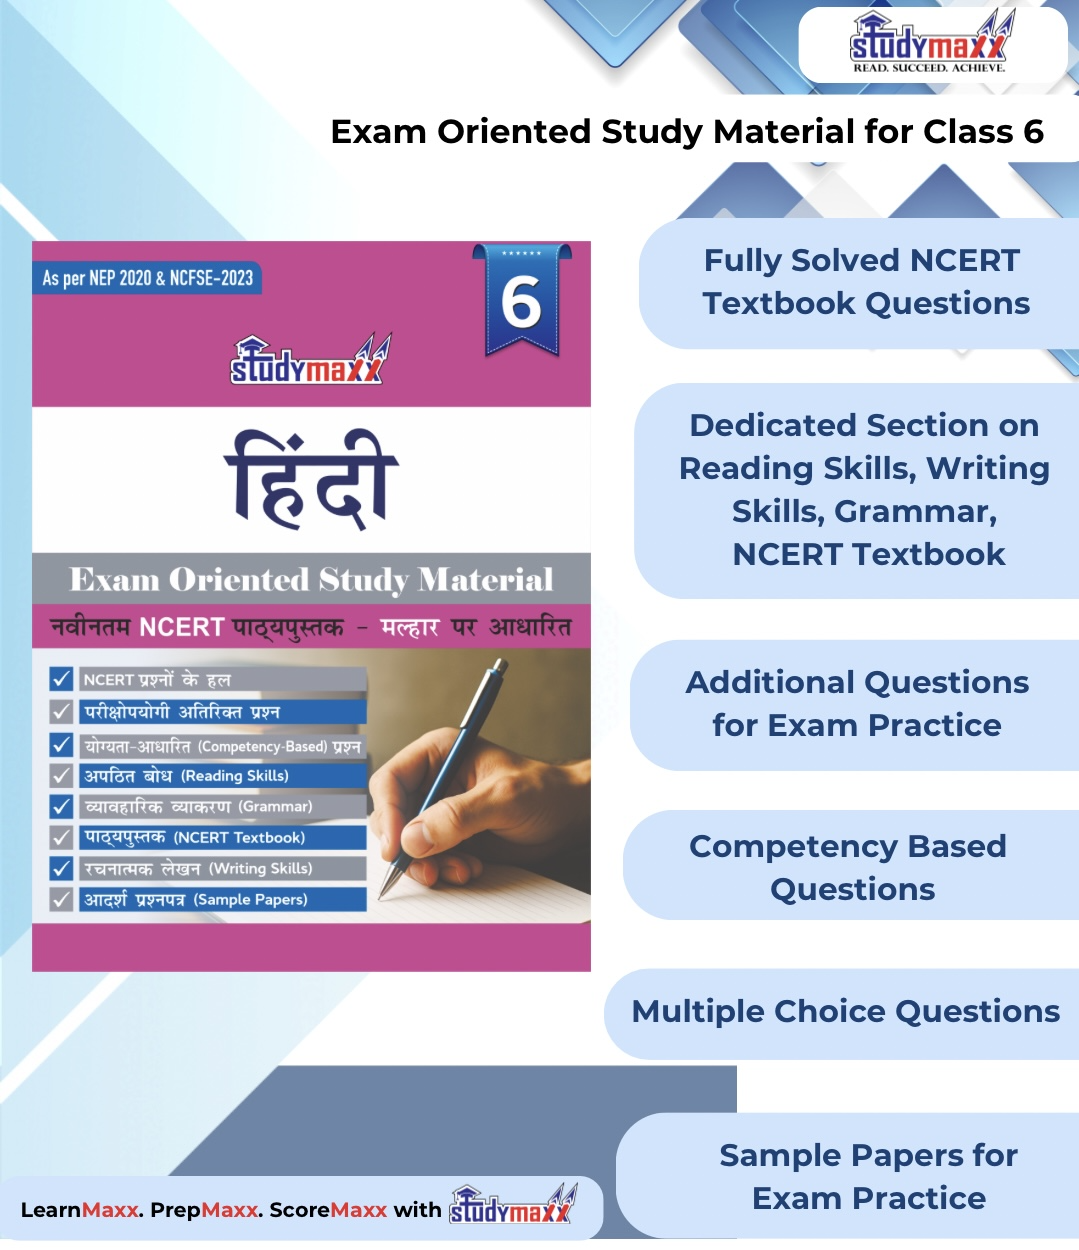 studymaxx
READ. SUCCEED. ACHIEVE.
Exam Oriented Study Material for Class 6
As per NEP 2020 & NCFSE-2023
6
studymaxx
हिंदी
Exam Oriented Study Material
नवीनतम NCERT पाठ्यपुस्तक - मल्हार पर आधारित
NCERT प्रश्नों के हल
परीक्षोपयोगी अतिरिक्त प्रश्न
योग्यता-आधारित (Competency-Based) प्रश्न
अपठित बोध (Reading Skills)
व्यावहारिक व्याकरण (Grammar)
पाठ्यपुस्तक (NCERT Textbook)
रचनात्मक लेखन (Writing Skills)
आदर्श प्रश्नपत्र (Sample Papers)
Fully Solved NCERT
Textbook Questions
Dedicated Section on
Reading Skills, Writing
Skills, Grammar,
NCERT Textbook
Additional Questions
for Exam Practice
Competency Based
Questions
Multiple Choice Questions
Sample Papers for
Exam Practice
LearnMaxx. PrepMaxx. ScoreMaxx with studymaxx